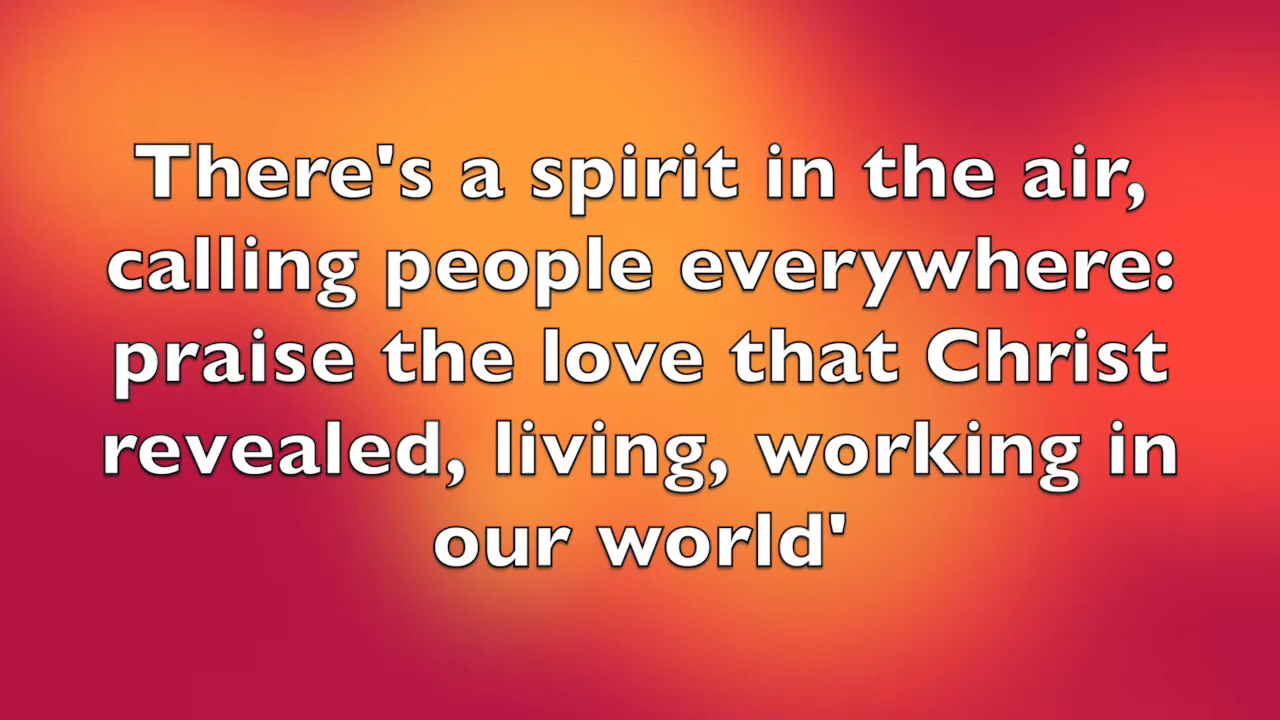 There's a spirit in the air,
calling people everywhere:
praise the love that Christ
revealed, living, working in
our world'